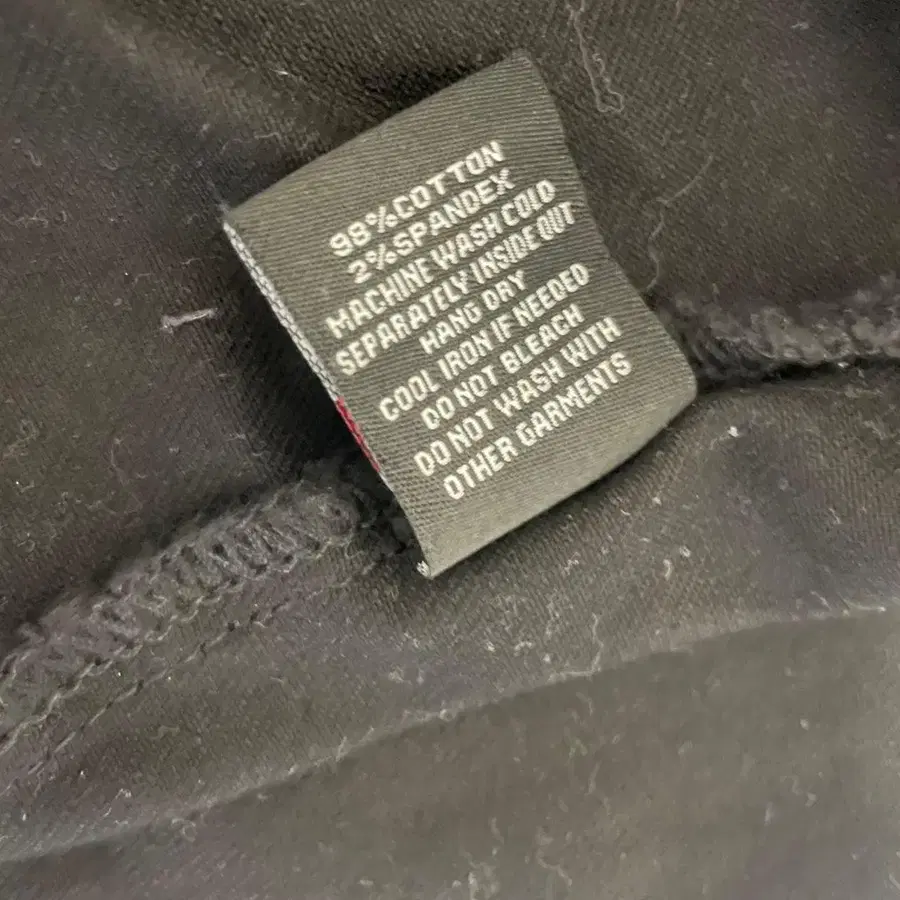 98%COTTON
2%SPANDEX
MACHINE WASH COLD
SEPARATELY INSIDE OUT
HANG DRY
COOL IRON IF NEEDED
DO NOT BLEACH
DO NOT WASH WITH
OTHER GARMENTS